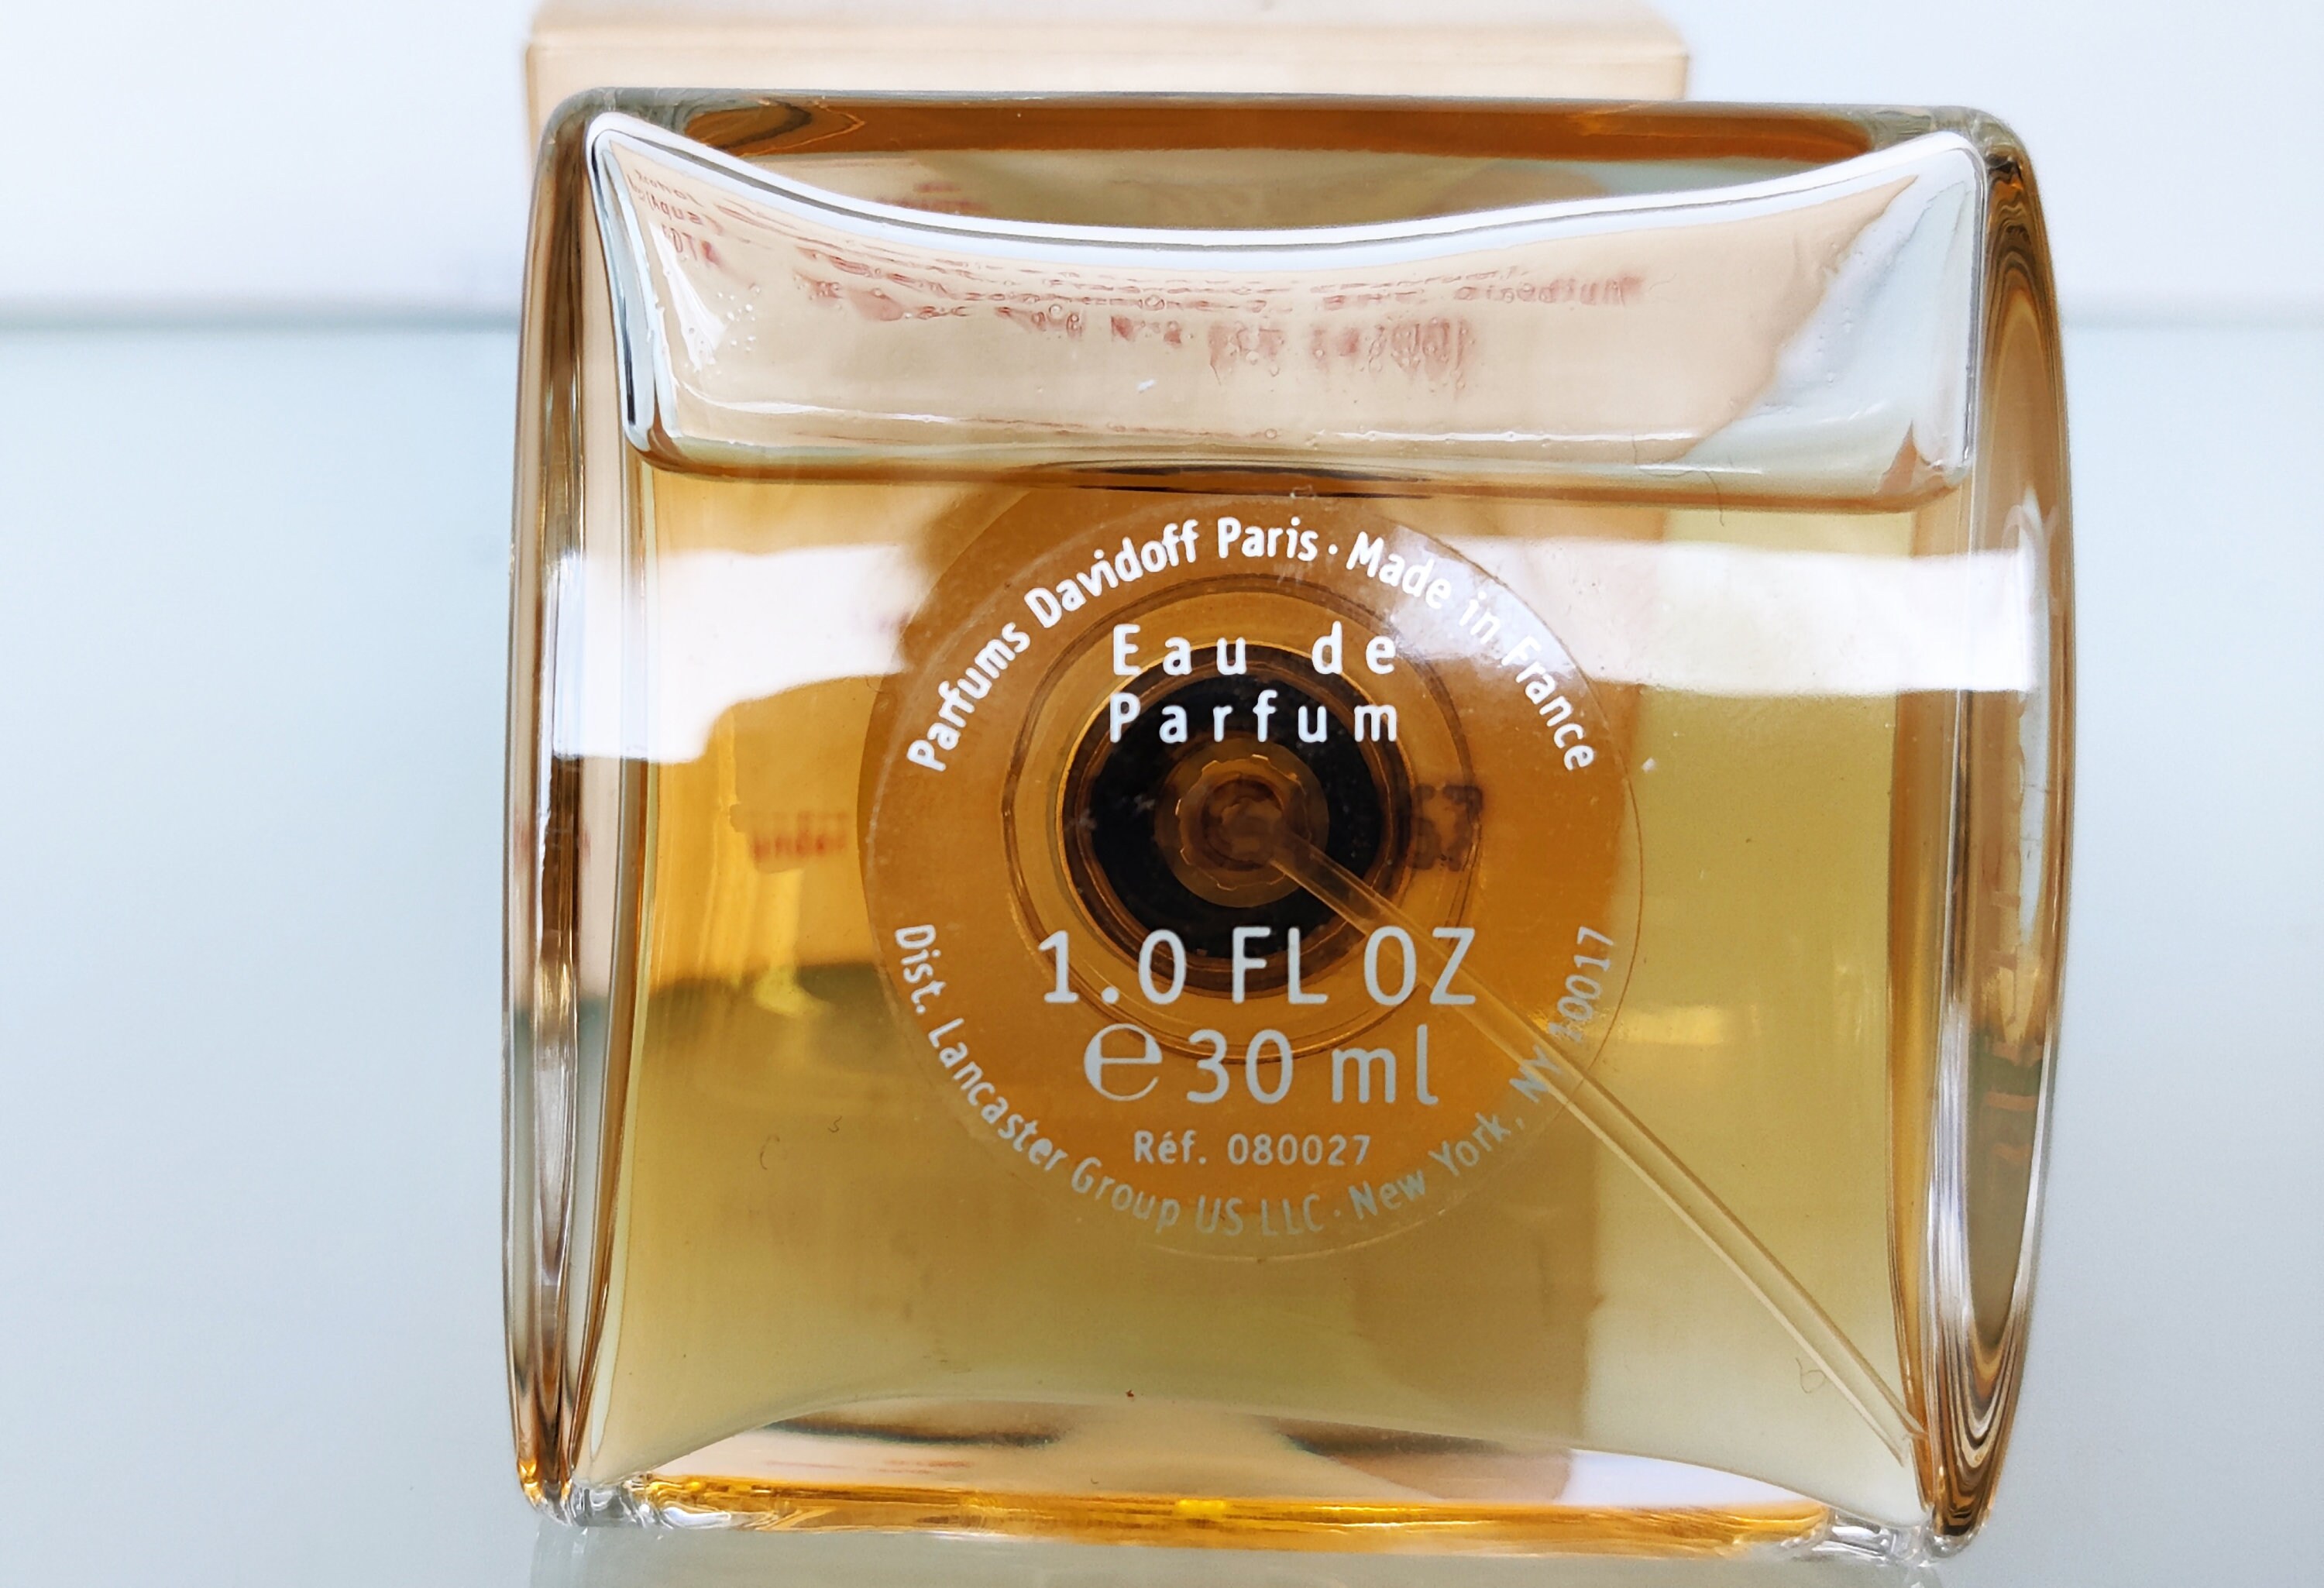 Parfums Davidoff Paris · Made in France
Eau de
Parfum
1.0 FL OZ
℮ 30 ml
Réf. 080027
Dist. Lancaster Group US LLC · New York, NY 10017
under